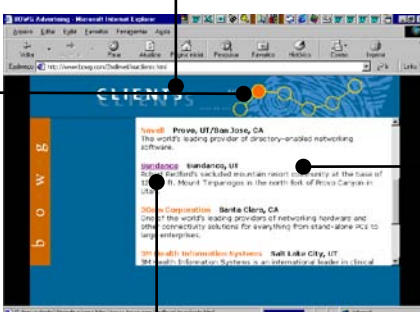 BOWG Advertising - Microsoft Internet Explorer
Arquivo Editar Exibir Favoritos Ferramentas Ajuda
Voltar Parar Atualizar Página inicial Pesquisar Favoritos Histórico Correio Imprimir
Endereço Ir Links
CLIENTS
bowg
Novell Provo, UT/San Jose, CA
The world's leading provider of directory-enabled networking
software.
Sundance Sundance, UT
Robert Redford's secluded mountain resort community at the base of
ft. Mount Timpanogos in the north fork of Provo Canyon in
Utah
3Com Corporation Santa Clara, CA
One of the world's leading providers of networking hardware and
other connectivity solutions for everything from stand-alone PCs to
large enterprises.
3M Health Information Systems Salt Lake City, UT
3M Health Information Systems is an international leader in clinical